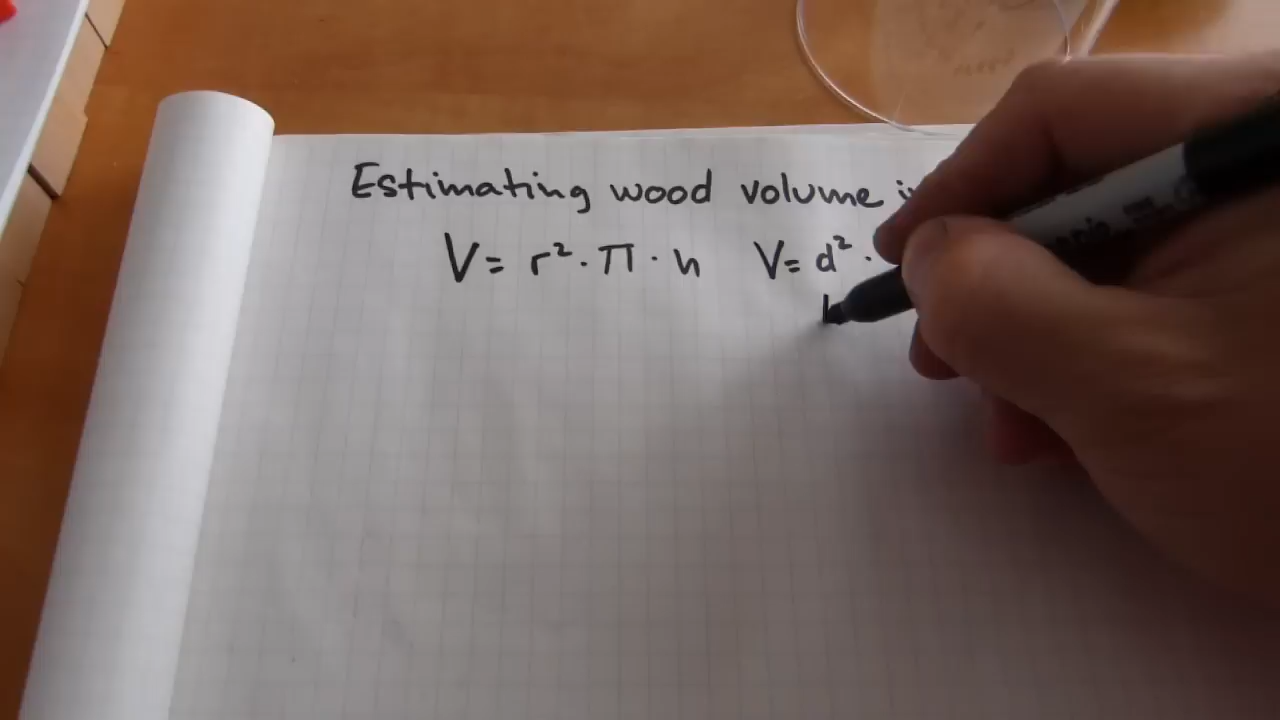 Estimating wood volume
V = r² · π · h V = d² ·